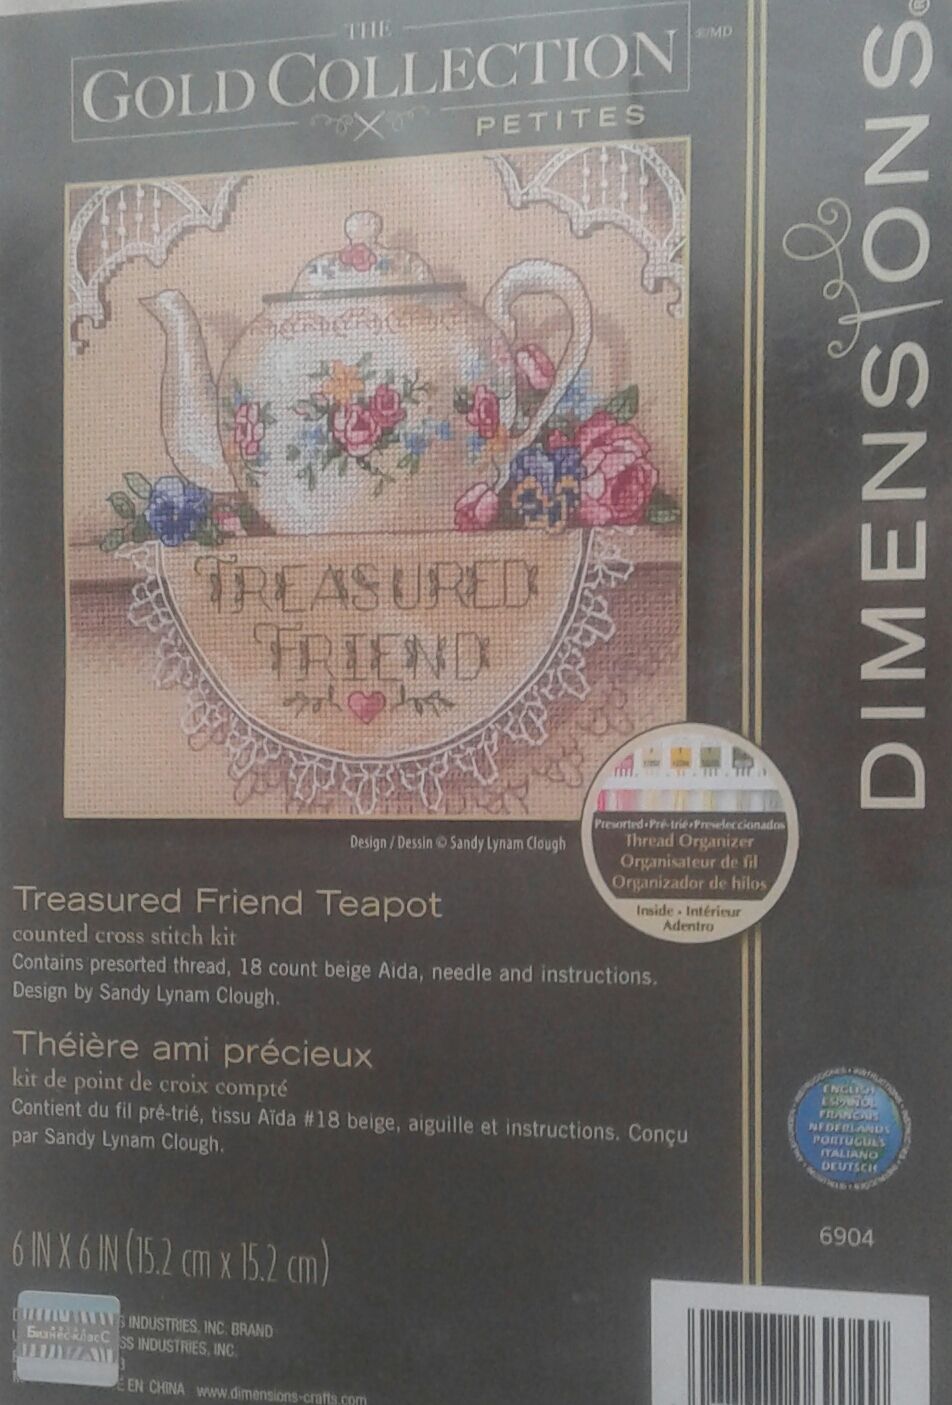 THE
GOLD COLLECTION
®/MD
PETITES
DIMENSIONS®
TREASURED
FRIEND
Design / Dessin © Sandy Lynam Clough
Presorted • Pré-trié • Preseleccionados
Thread Organizer
Organisateur de fil
Organizador de hilos
Inside • Intérieur
Adentro
Treasured Friend Teapot
counted cross stitch kit
Contains presorted thread, 18 count beige Aida, needle and instructions.
Design by Sandy Lynam Clough.
Théière ami précieux
kit de point de croix compté
Contient du fil pré-trié, tissu Aïda #18 beige, aiguille et instructions. Conçu
par Sandy Lynam Clough.
ENGLISH
ESPAÑOL
FRANÇAIS
NEDERLANDS
PORTUGUÊS
ITALIANO
DEUTSCH
6904
6 IN X 6 IN (15.2 cm x 15.2 cm)
INDUSTRIES, INC. BRAND
SS INDUSTRIES, INC.
Бизнес-класс
EN CHINA www.dimensions-crafts.com